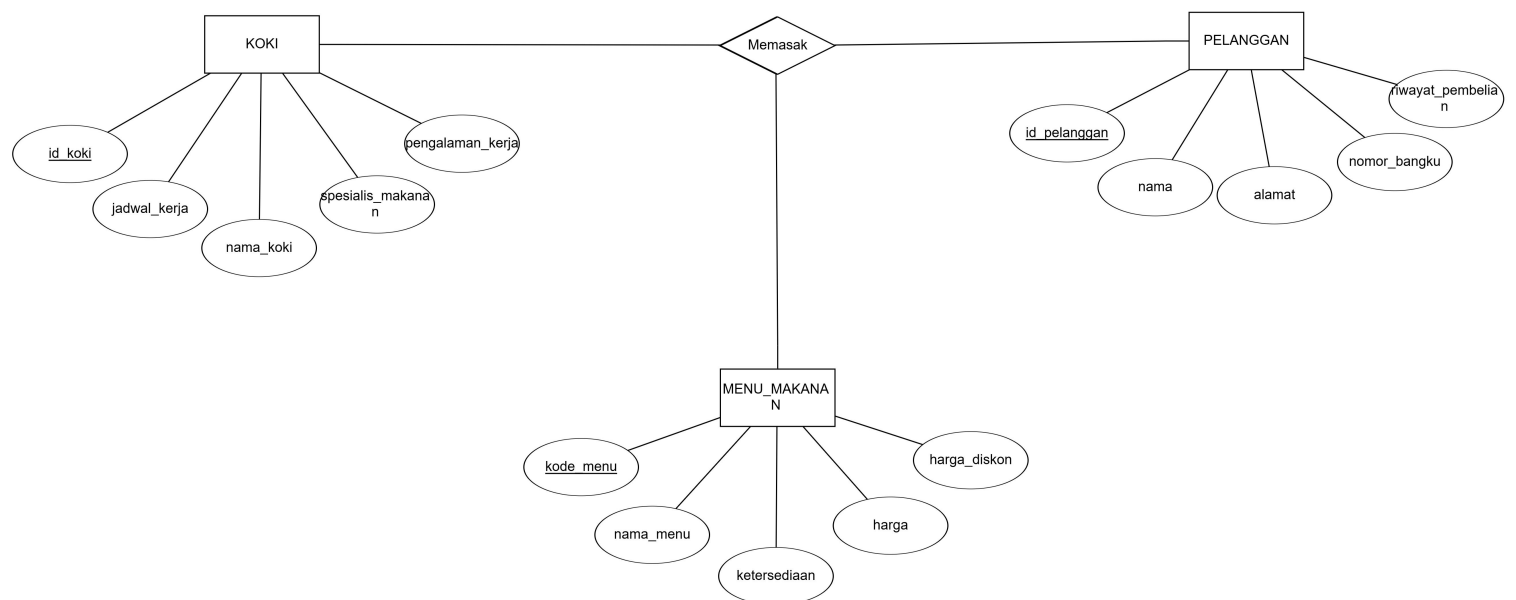 KOKI
Memasak
PELANGGAN
id_koki
jadwal_kerja
nama_koki
spesialis_makana
n
pengalaman_kerja
id_pelanggan
nama
alamat
nomor_bangku
riwayat_pembelia
n
MENU_MAKANA
N
kode_menu
nama_menu
ketersediaan
harga
harga_diskon